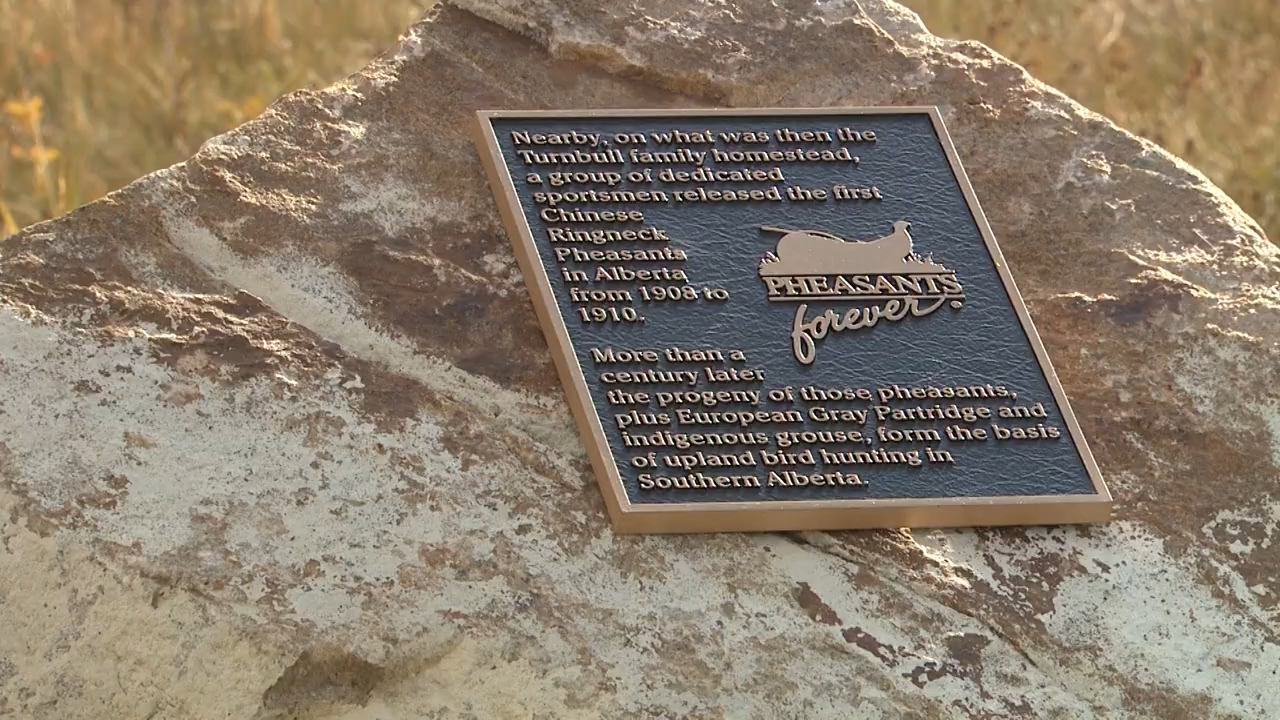 Nearby, on what was then the
Turnbull family homestead,
a group of dedicated
sportsmen released the first
Chinese
Ringneck
Pheasants
in Alberta
from 1908 to
1910.
PHEASANTS
forever
More than a
century later
the progeny of those pheasants,
plus European Gray Partridge and
indigenous grouse, form the basis
of upland bird hunting in
Southern Alberta.